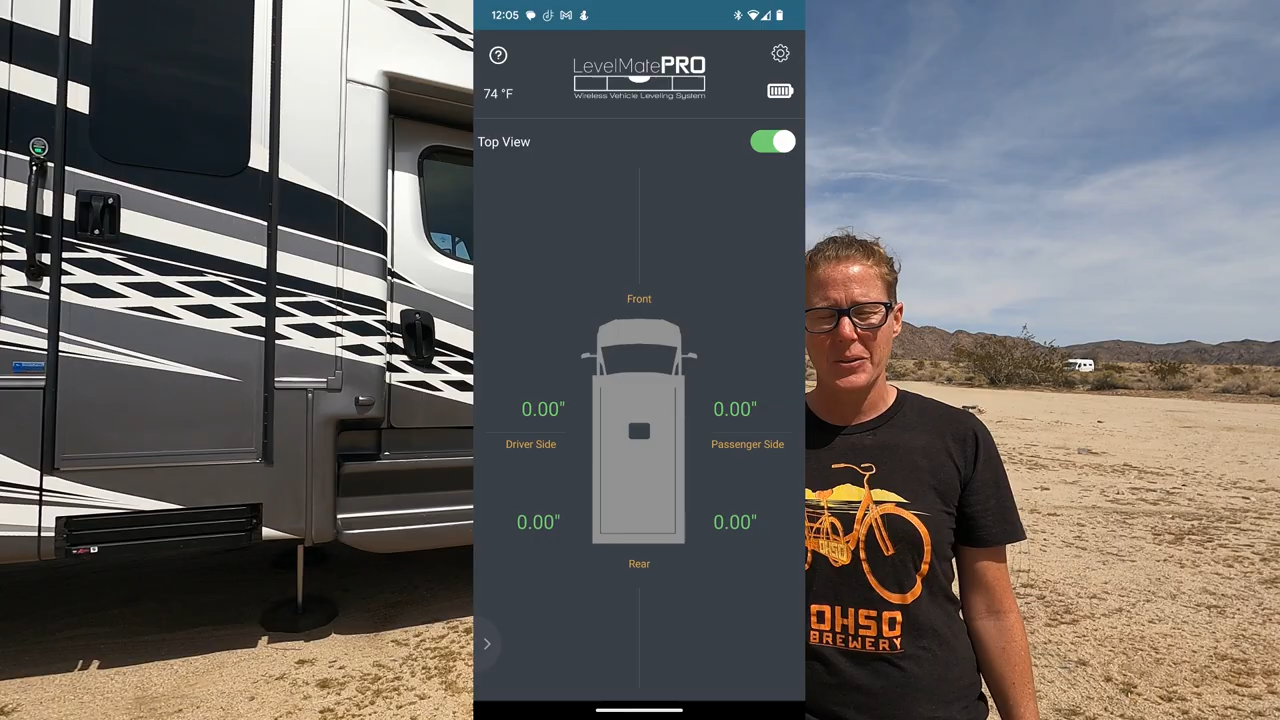 12:05
LevelMatePRO
Wireless Vehicle Leveling System
74 °F
Top View
Front
0.00" 0.00"
Driver Side Passenger Side
0.00" 0.00"
Rear
OHSO
BREWERY
OHSO